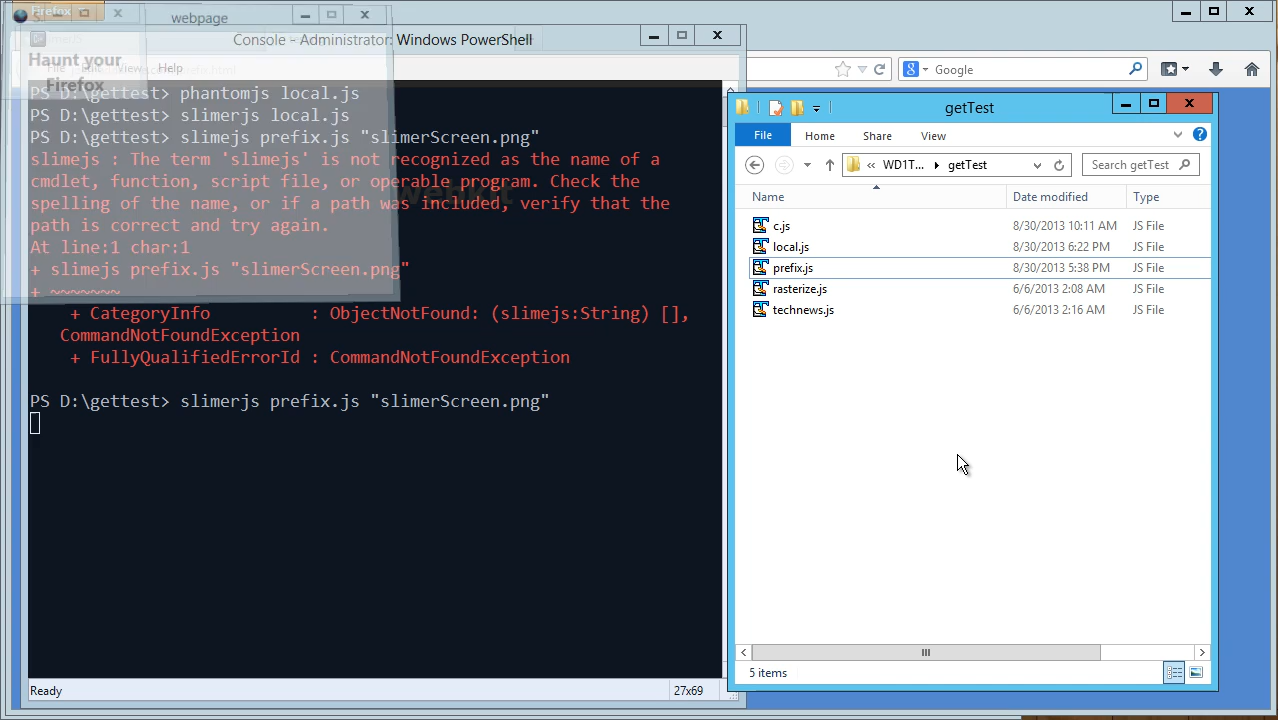 Firefox
webpage
Console - Administrator: Windows PowerShell
Haunt your
Firefox
File Edit View Help
webkit
PS D:\gettest> phantomjs local.js
PS D:\gettest> slimerjs local.js
PS D:\gettest> slimejs prefix.js "slimerScreen.png"
slimejs : The term 'slimejs' is not recognized as the name of a
cmdlet, function, script file, or operable program. Check the
spelling of the name, or if a path was included, verify that the
path is correct and try again.
At line:1 char:1
+ slimejs prefix.js "slimerScreen.png"
+ ~~~~~~~
+ CategoryInfo : ObjectNotFound: (slimejs:String) [],
CommandNotFoundException
+ FullyQualifiedErrorId : CommandNotFoundException
PS D:\gettest> slimerjs prefix.js "slimerScreen.png"
Ready
27x69
Google
getTest
File Home Share View
« WD1T... getTest
Search getTest
Name Date modified Type
c.js 8/30/2013 10:11 AM JS File
local.js 8/30/2013 6:22 PM JS File
prefix.js 8/30/2013 5:38 PM JS File
rasterize.js 6/6/2013 2:08 AM JS File
technews.js 6/6/2013 2:16 AM JS File
5 items